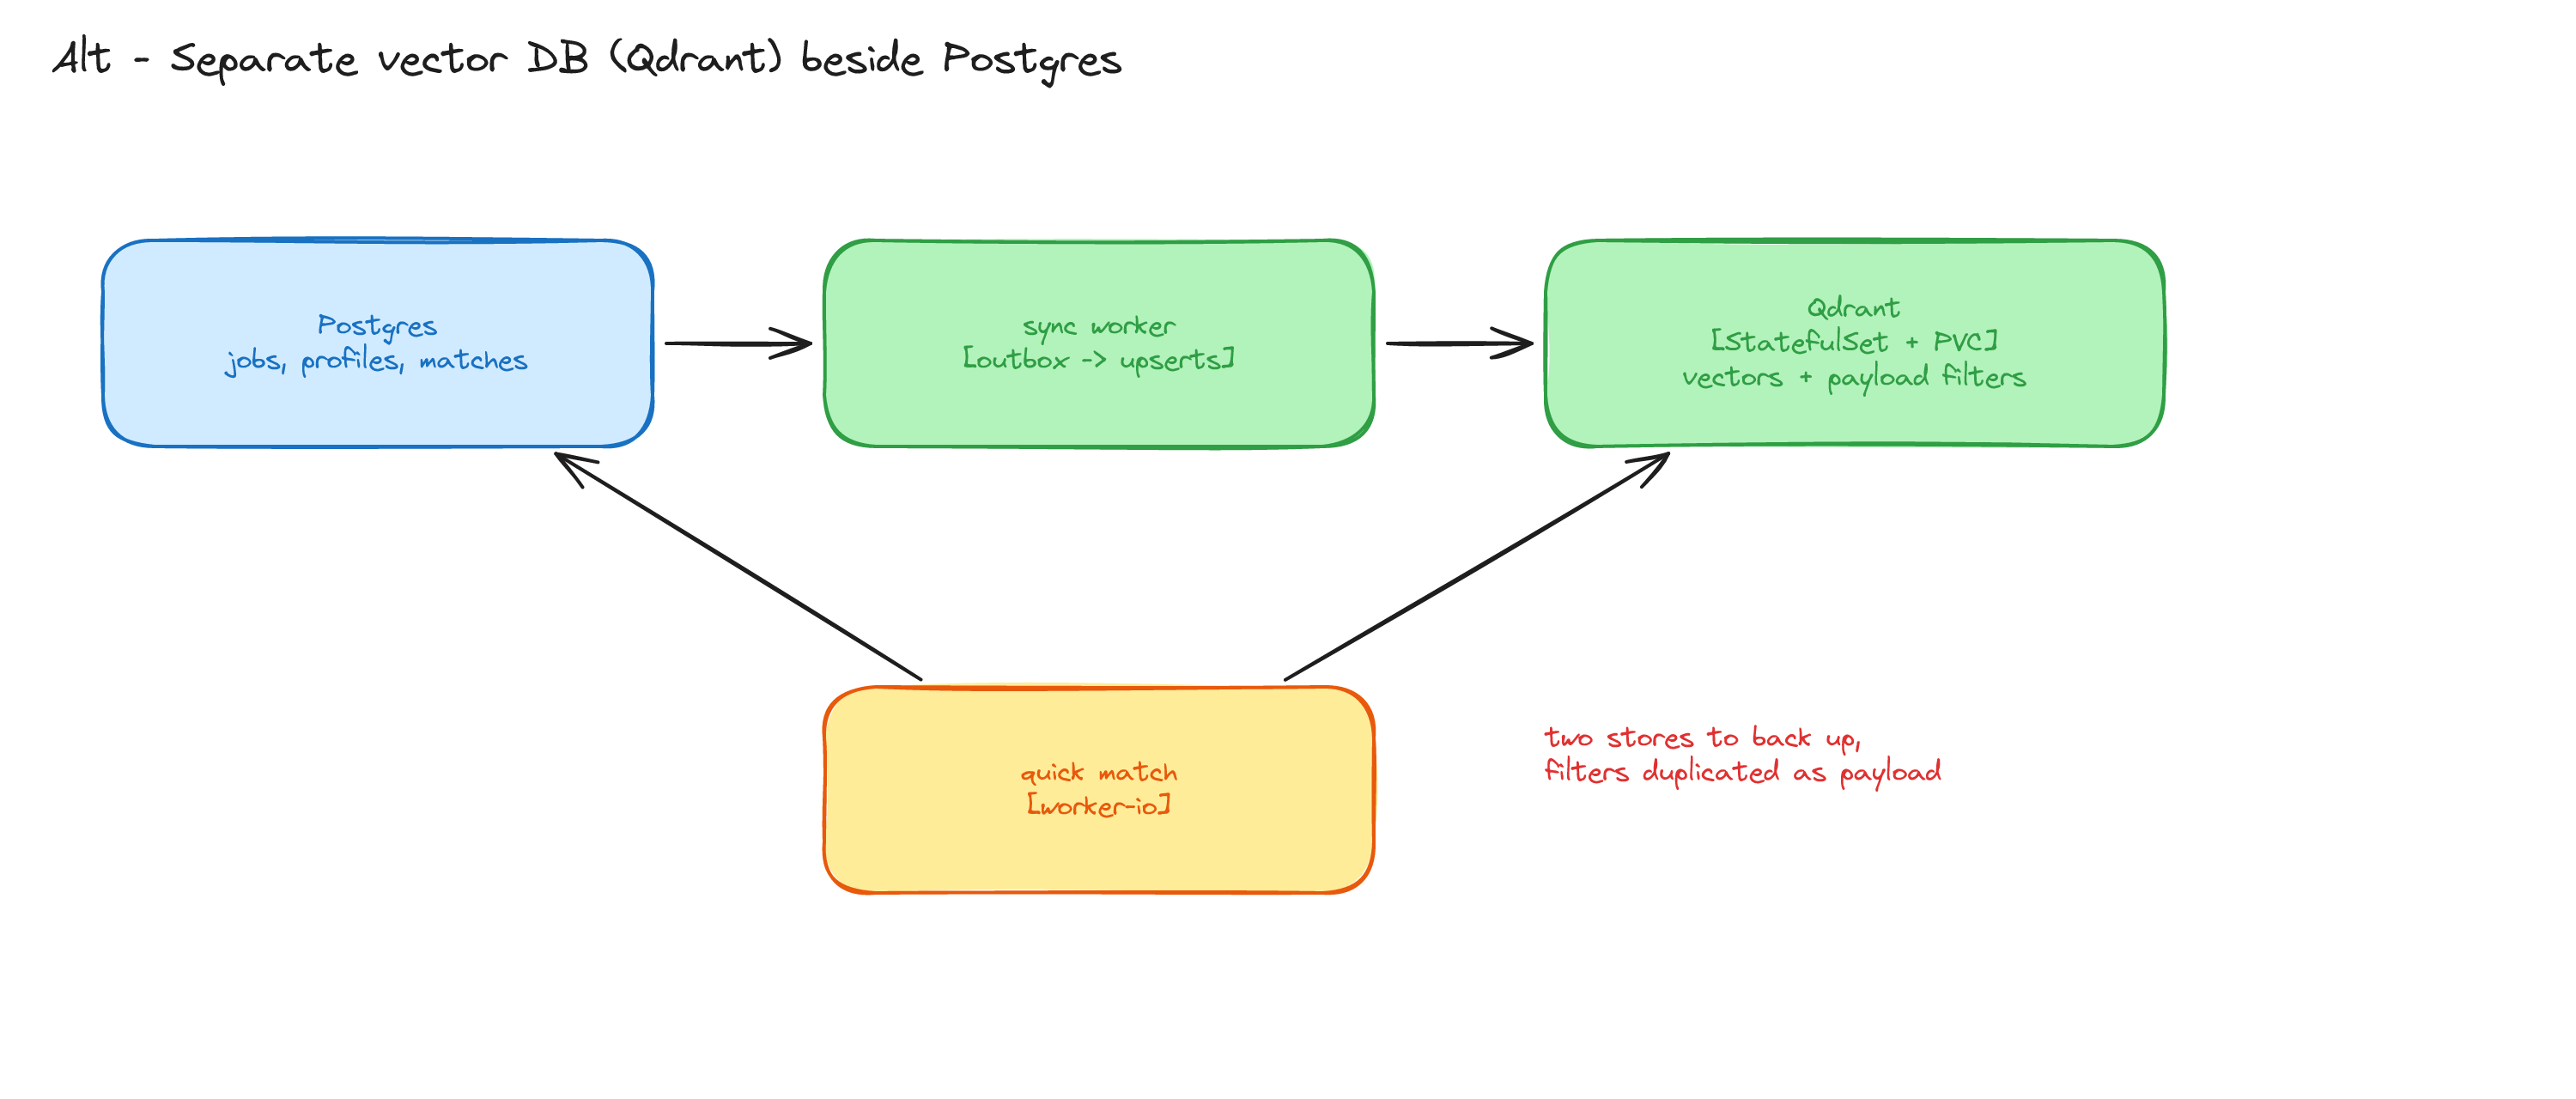 Alt - Separate vector DB (Qdrant) beside Postgres
Postgres
jobs, profiles, matches
sync worker
[outbox -> upserts]
Qdrant
[StatefulSet + PVC]
vectors + payload filters
quick match
[worker-io]
two stores to back up,
filters duplicated as payload